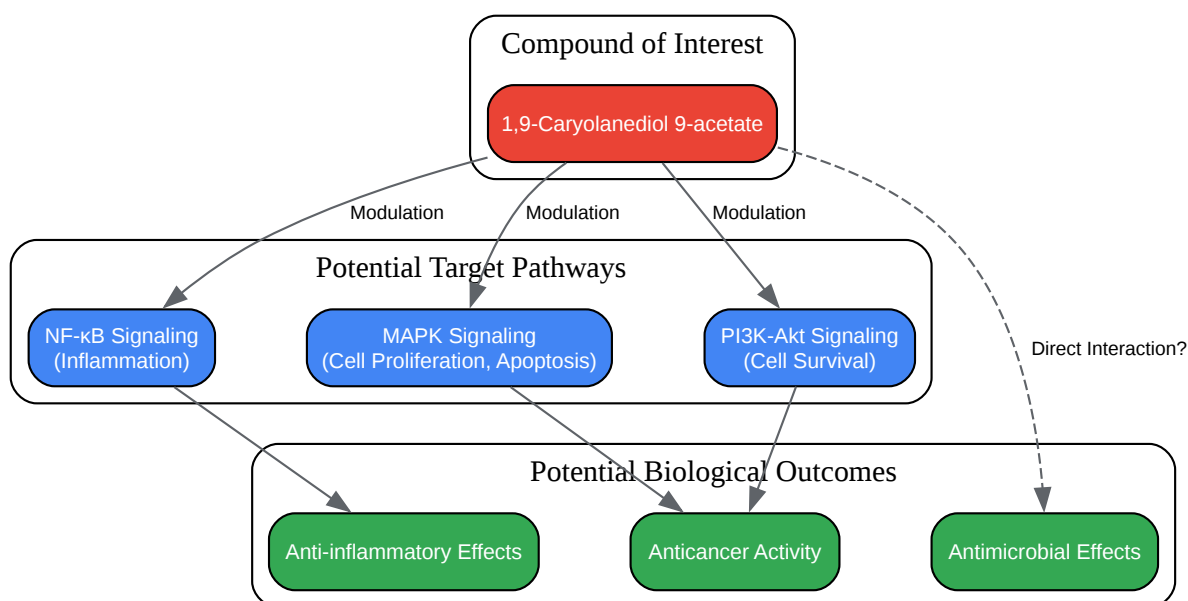 Compound of Interest
1,9-Caryolanediol 9-acetate
Modulation
Modulation
Modulation
Potential Target Pathways
NF-κB Signaling
(Inflammation)
MAPK Signaling
(Cell Proliferation, Apoptosis)
PI3K-Akt Signaling
(Cell Survival)
Direct Interaction?
Potential Biological Outcomes
Anti-inflammatory Effects
Anticancer Activity
Antimicrobial Effects